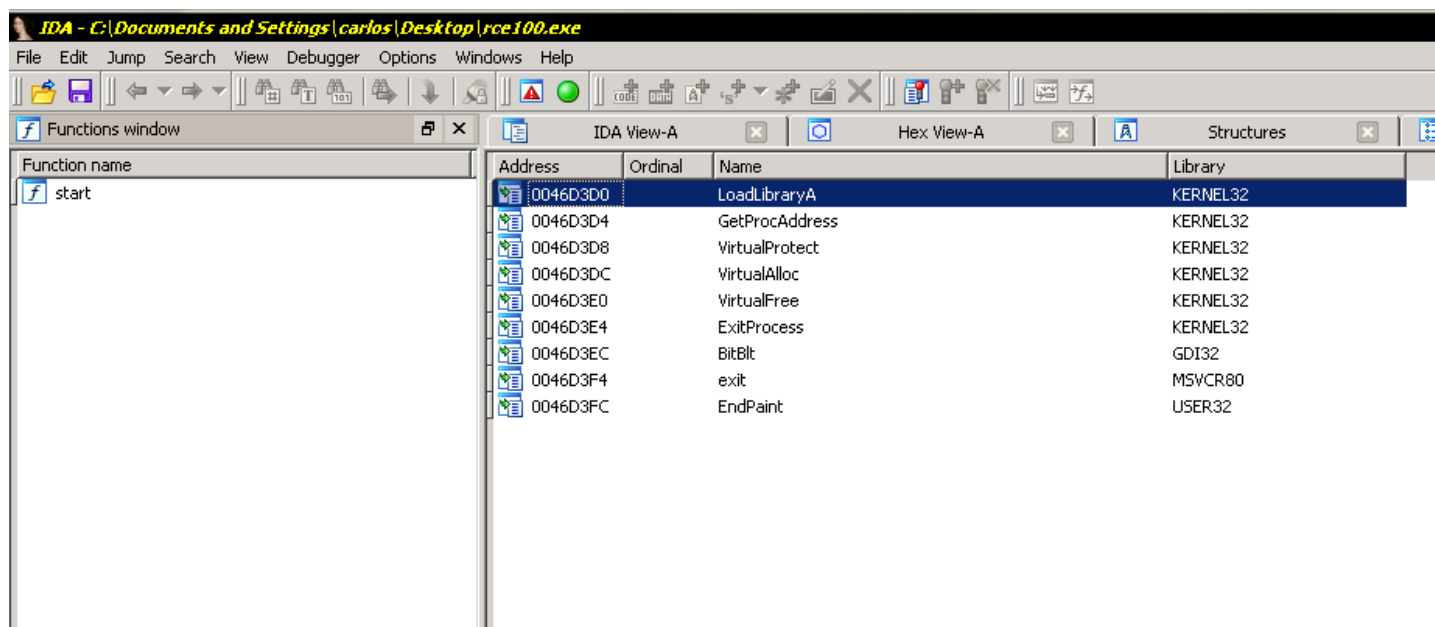 IDA - C:\Documents and Settings\carlos\Desktop\rce100.exe
File Edit Jump Search View Debugger Options Windows Help
Functions window
IDA View-A Hex View-A Structures
Function name
start
Address Ordinal Name Library
0046D3D0 LoadLibraryA KERNEL32
0046D3D4 GetProcAddress KERNEL32
0046D3D8 VirtualProtect KERNEL32
0046D3DC VirtualAlloc KERNEL32
0046D3E0 VirtualFree KERNEL32
0046D3E4 ExitProcess KERNEL32
0046D3EC BitBlt GDI32
0046D3F4 exit MSVCR80
0046D3FC EndPaint USER32